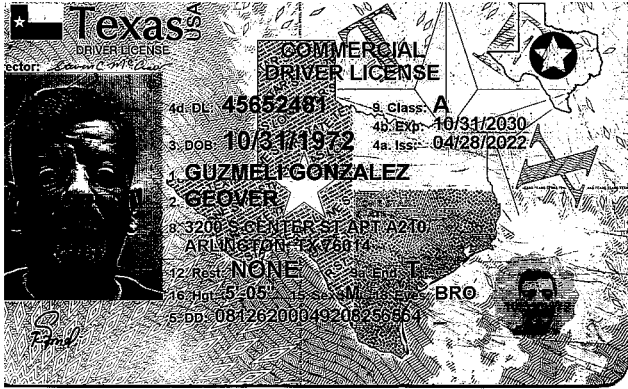 Texas USA
DRIVER LICENSE
COMMERCIAL
DRIVER LICENSE
4d. DL: 45652481 9. Class: A
4b. Exp: 10/31/2030
3. DOB 10/31/1972 4a. Iss: 04/28/2022
1. GUZMELI GONZALEZ
2. GEOVER
8. 3200 S CENTER ST APT A210
ARLINGTON, TX 76014
12. Rest: NONE 9a. End: T
16. Hgt: 5'-05" 15. Sex: M 18. Eyes: BRO
5. DD: 08126200049208256664